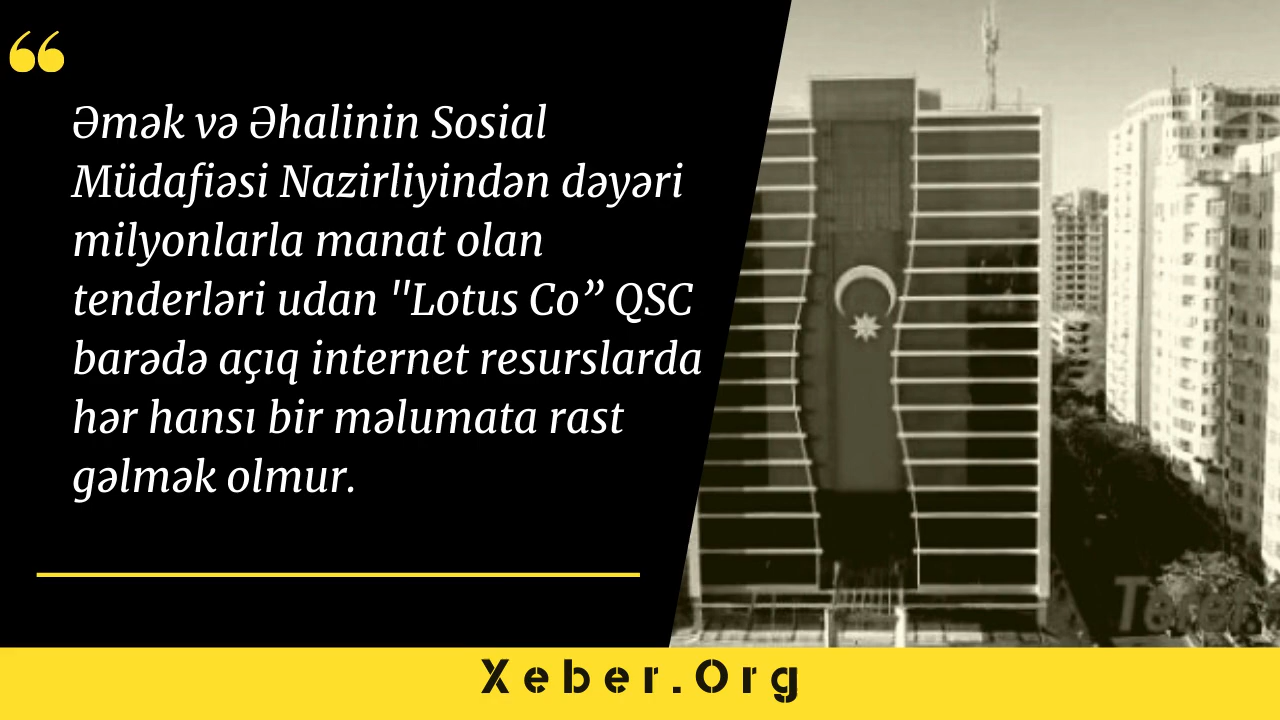 “
Əmək və Əhalinin Sosial
Müdafiəsi Nazirliyindən dəyəri
milyonlarla manat olan
tenderləri udan "Lotus Co” QSC
barədə açıq internet resurslarda
hər hansı bir məlumata rast
gəlmək olmur.
Xeber.Org